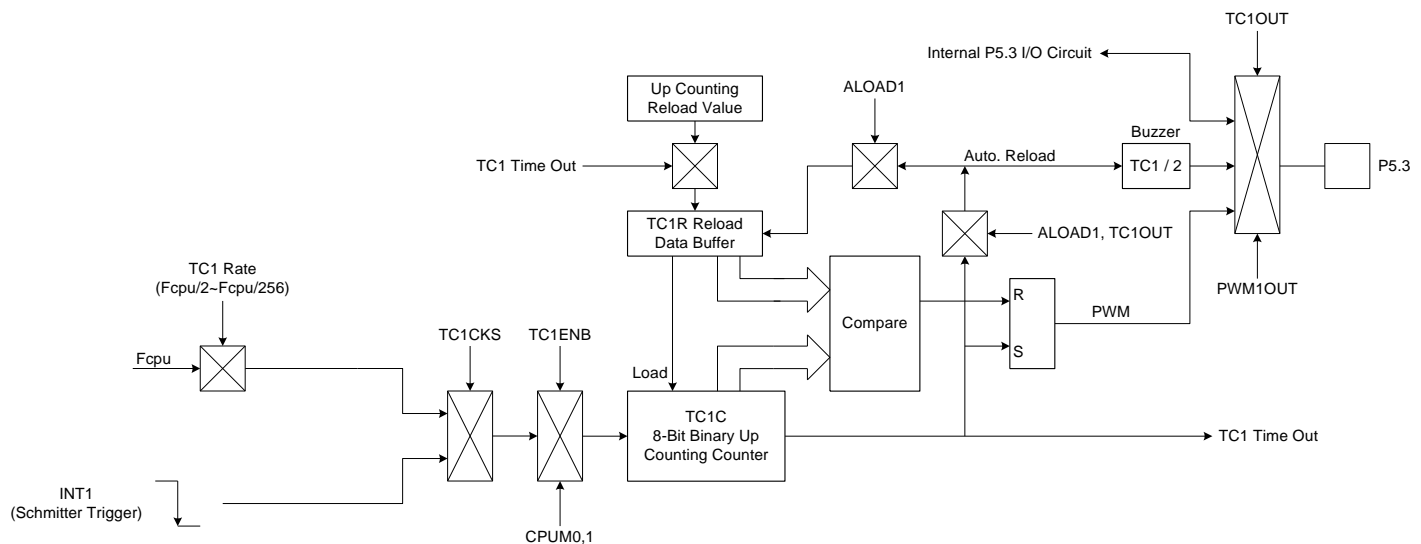 TC1OUT
Internal P5.3 I/O Circuit
Up Counting
Reload Value
ALOAD1
Buzzer
TC1 Time Out
Auto. Reload
TC1 / 2
P5.3
TC1R Reload
Data Buffer
ALOAD1, TC1OUT
TC1 Rate
(Fcpu/2~Fcpu/256)
PWM1OUT
R
PWM
Compare
TC1CKS
TC1ENB
S
Fcpu
Load
TC1C
8-Bit Binary Up
Counting Counter
TC1 Time Out
INT1
(Schmitter Trigger)
CPUM0,1